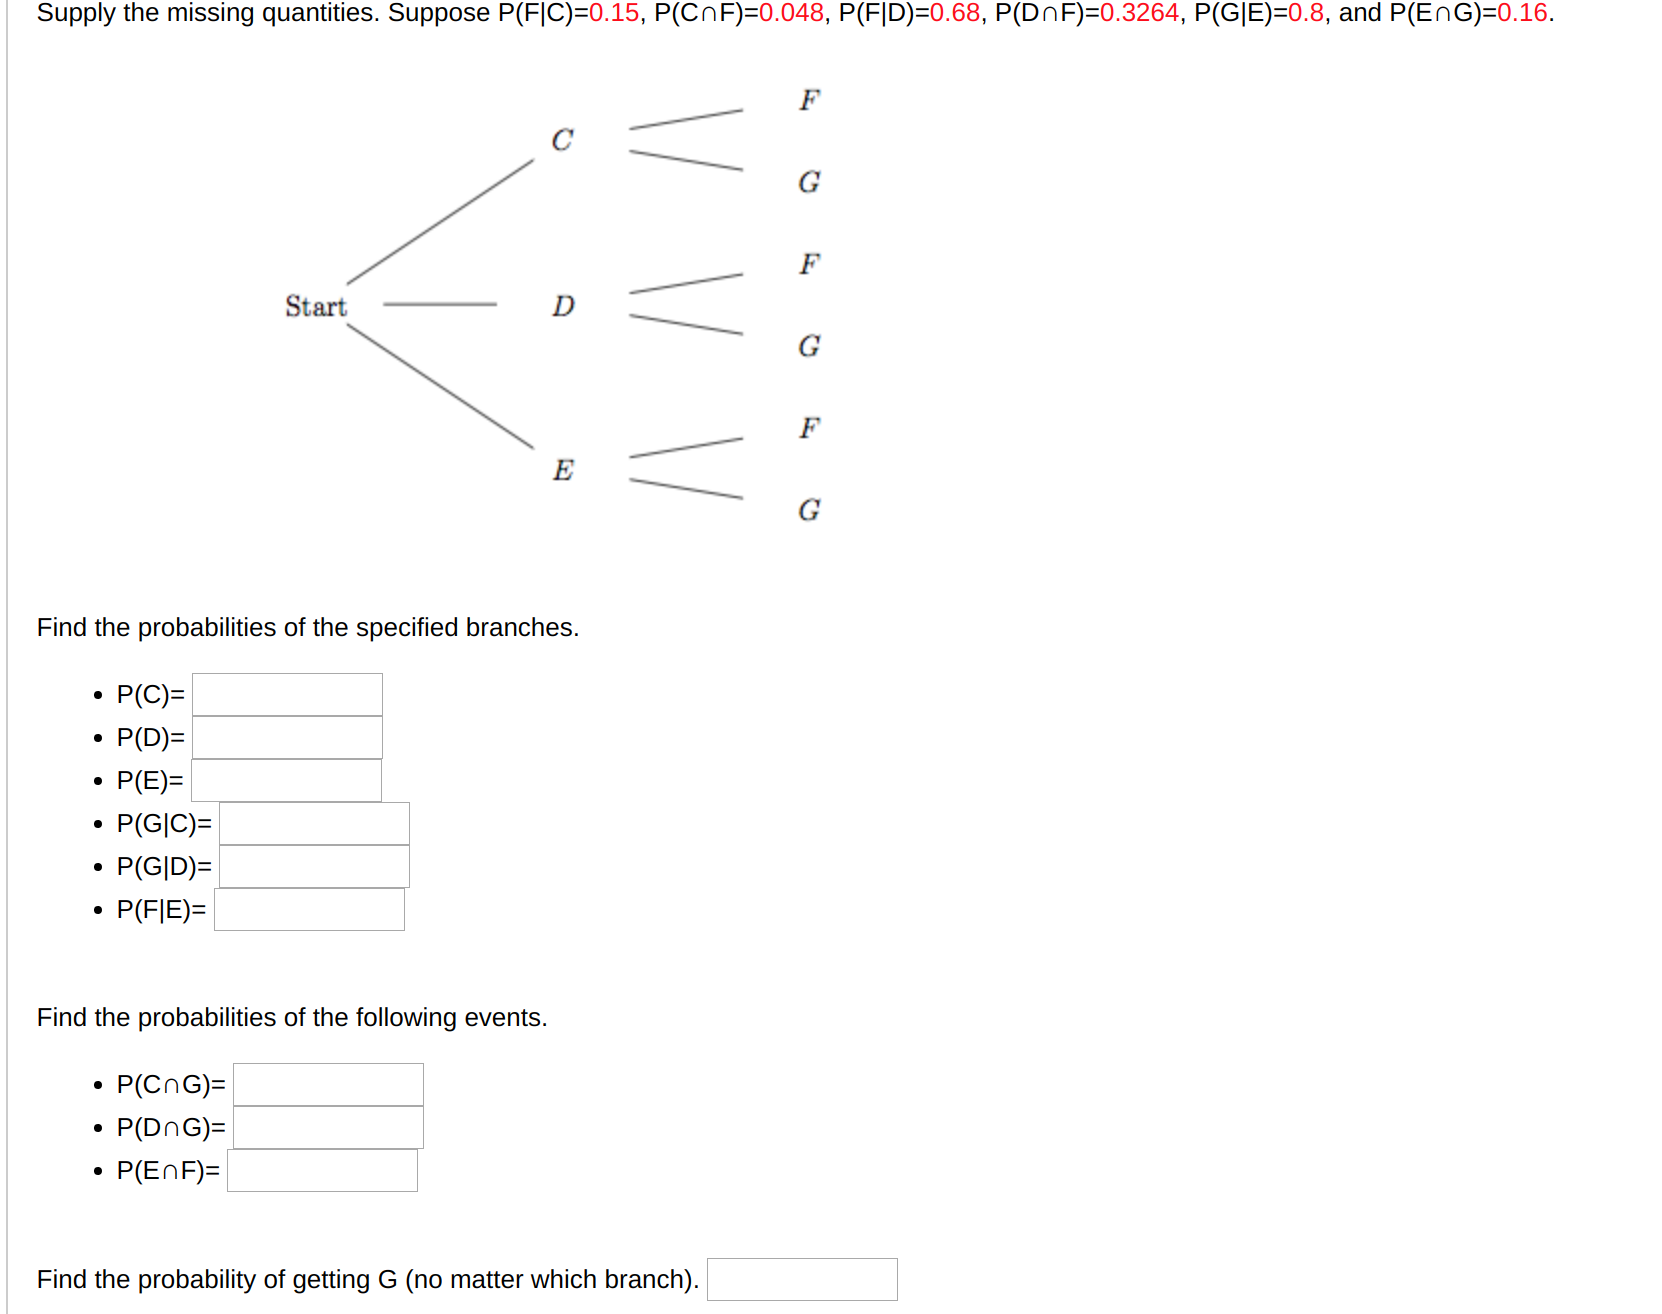 Supply the missing quantities. Suppose P(F|C)=0.15, P(C∩F)=0.048, P(F|D)=0.68, P(D∩F)=0.3264, P(G|E)=0.8, and P(E∩G)=0.16.
F
C
G
F
Start D
G
F
E
G
Find the probabilities of the specified branches.
• P(C)=
• P(D)=
• P(E)=
• P(G|C)=
• P(G|D)=
• P(F|E)=
Find the probabilities of the following events.
• P(C∩G)=
• P(D∩G)=
• P(E∩F)=
Find the probability of getting G (no matter which branch).